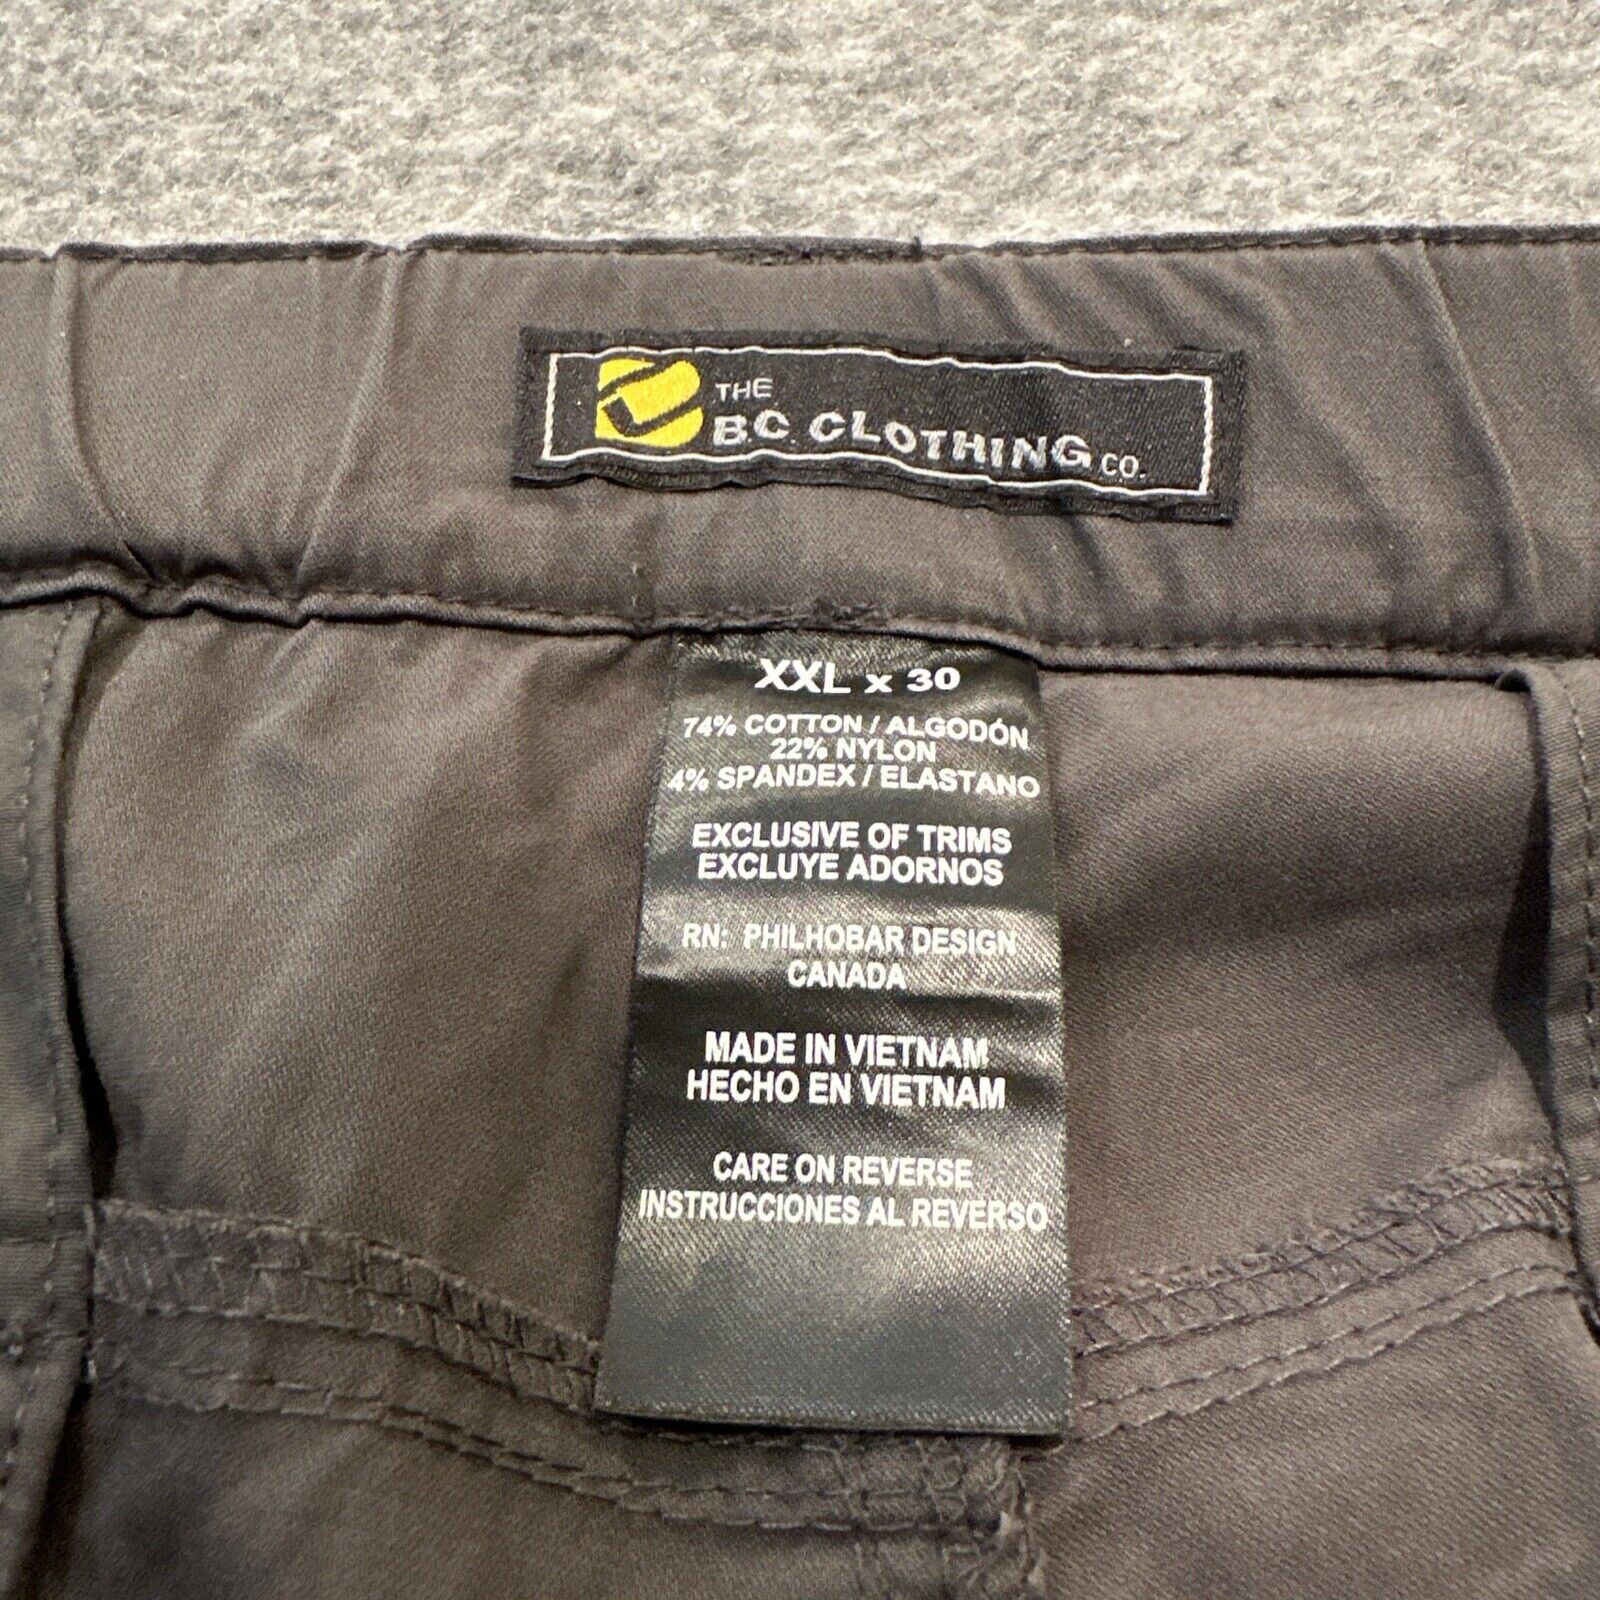 THE
B.C. CLOTHING CO.
XXL x 30
74% COTTON / ALGODÓN
22% NYLON
4% SPANDEX / ELASTANO
EXCLUSIVE OF TRIMS
EXCLUYE ADORNOS
RN: PHILHOBAR DESIGN
CANADA
MADE IN VIETNAM
HECHO EN VIETNAM
CARE ON REVERSE
INSTRUCCIONES AL REVERSO